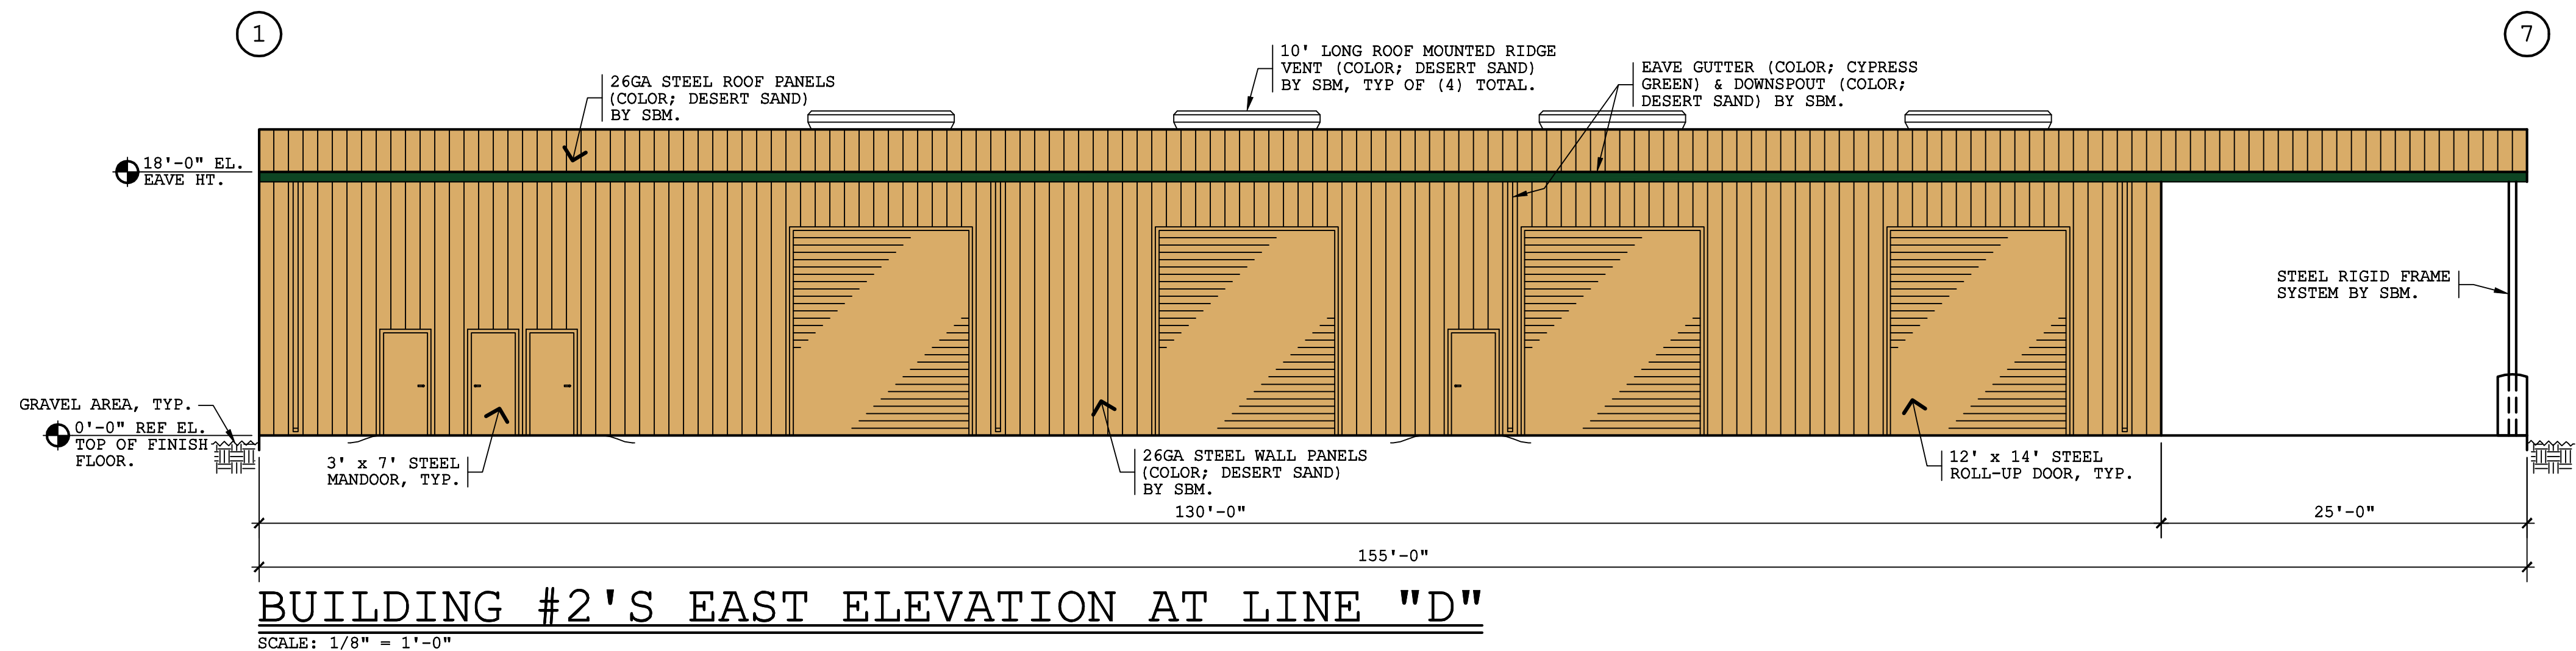 1
7
26GA STEEL ROOF PANELS
(COLOR; DESERT SAND)
BY SBM.
10' LONG ROOF MOUNTED RIDGE
VENT (COLOR; DESERT SAND)
BY SBM, TYP OF (4) TOTAL.
EAVE GUTTER (COLOR; CYPRESS
GREEN) & DOWNSPOUT (COLOR;
DESERT SAND) BY SBM.
18'-0" EL.
EAVE HT.
STEEL RIGID FRAME
SYSTEM BY SBM.
GRAVEL AREA, TYP.
0'-0" REF EL.
TOP OF FINISH
FLOOR.
3' x 7' STEEL
MANDOOR, TYP.
26GA STEEL WALL PANELS
(COLOR; DESERT SAND)
BY SBM.
12' x 14' STEEL
ROLL-UP DOOR, TYP.
130'-0"
25'-0"
155'-0"
BUILDING #2'S EAST ELEVATION AT LINE "D"
SCALE: 1/8" = 1'-0"